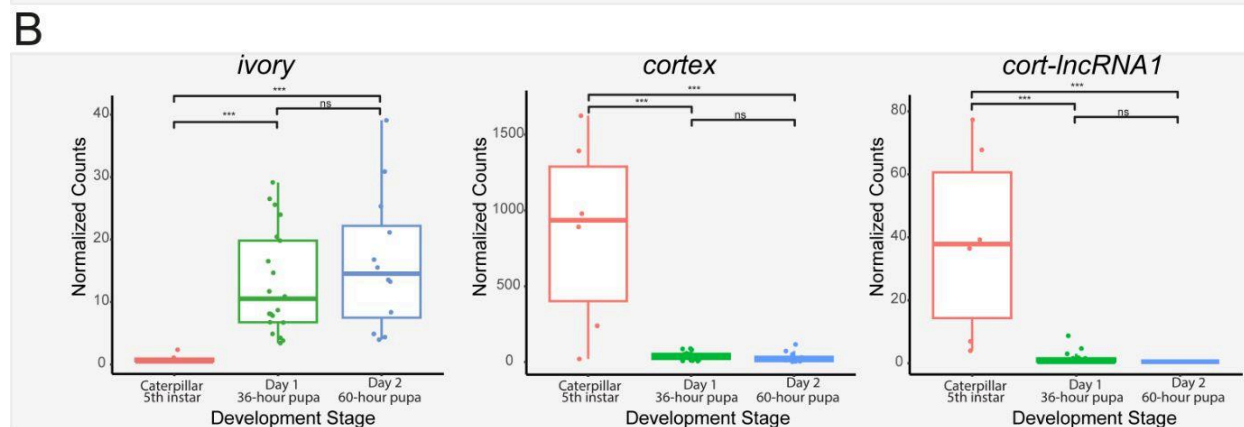 B
ivory
Normalized Counts
40
30
20
10
0
***
***
ns
Caterpillar
5th instar
Day 1
36-hour pupa
Day 2
60-hour pupa
Development Stage
cortex
Normalized Counts
1500
1000
500
0
***
***
ns
Caterpillar
5th instar
Day 1
36-hour pupa
Day 2
60-hour pupa
Development Stage
cort-lncRNA1
Normalized Counts
80
60
40
20
0
***
***
ns
Caterpillar
5th instar
Day 1
36-hour pupa
Day 2
60-hour pupa
Development Stage